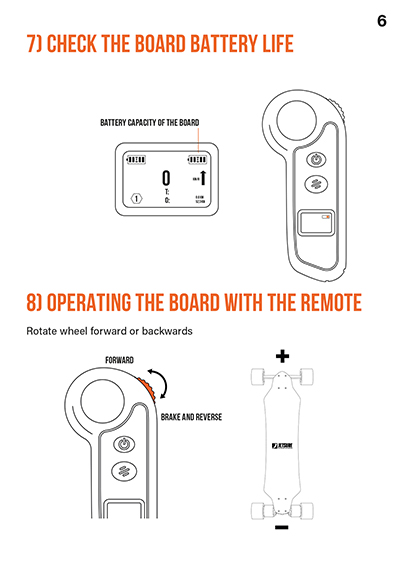 6
7) CHECK THE BOARD BATTERY LIFE
BATTERY CAPACITY OF THE BOARD
0
1
T:
O:
8) OPERATING THE BOARD WITH THE REMOTE
Rotate wheel forward or backwards
FORWARD
BRAKE AND REVERSE
+
−